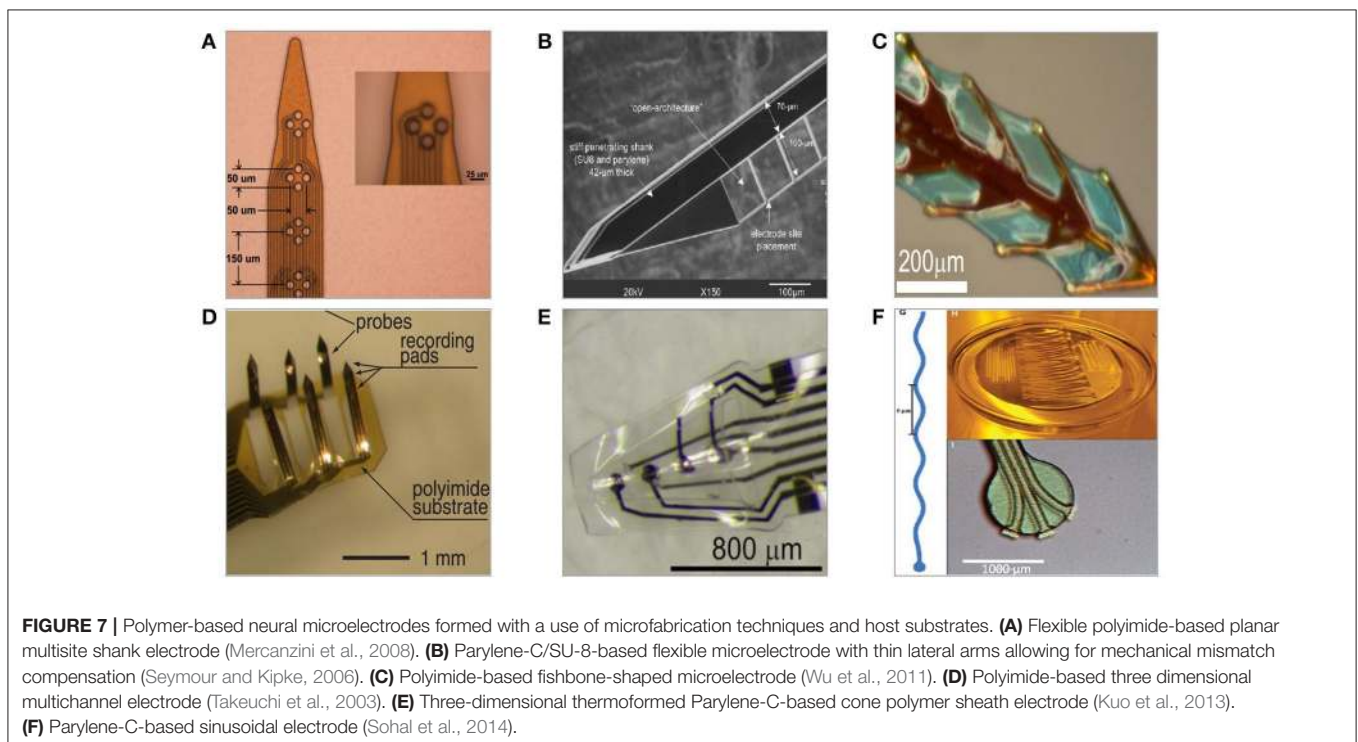 A
50 um
50 um
150 um
25 µm
B
"open-architecture"
70-µm
100-µm
stiff penetrating shank
(SU8 and parylene)
42-µm thick
electrode site
placement
20kV X150 100µm
C
200µm
D
probes
recording
pads
polyimide
substrate
1 mm
E
800 µm
F
G
H
I
1000-µm
FIGURE 7 | Polymer-based neural microelectrodes formed with a use of microfabrication techniques and host substrates. (A) Flexible polyimide-based planar
multisite shank electrode (Mercanzini et al., 2008). (B) Parylene-C/SU-8-based flexible microelectrode with thin lateral arms allowing for mechanical mismatch
compensation (Seymour and Kipke, 2006). (C) Polyimide-based fishbone-shaped microelectrode (Wu et al., 2011). (D) Polyimide-based three dimensional
multichannel electrode (Takeuchi et al., 2003). (E) Three-dimensional thermoformed Parylene-C-based cone polymer sheath electrode (Kuo et al., 2013).
(F) Parylene-C-based sinusoidal electrode (Sohal et al., 2014).